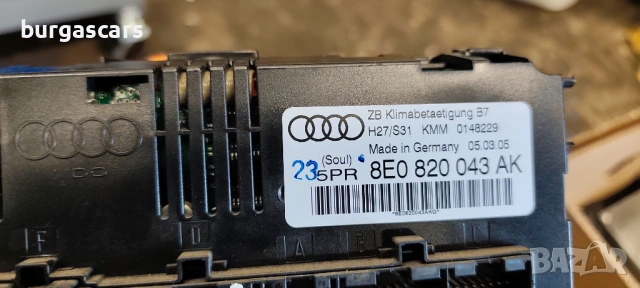 burgascars
ZB Klimabetaetigung B7
H27/S31 KMM 0148229
Made in Germany 05.03.05
(Soul)
23 5PR 8E0 820 043 AK
*8E0820043AKQ*
F D A E C
BAZAR